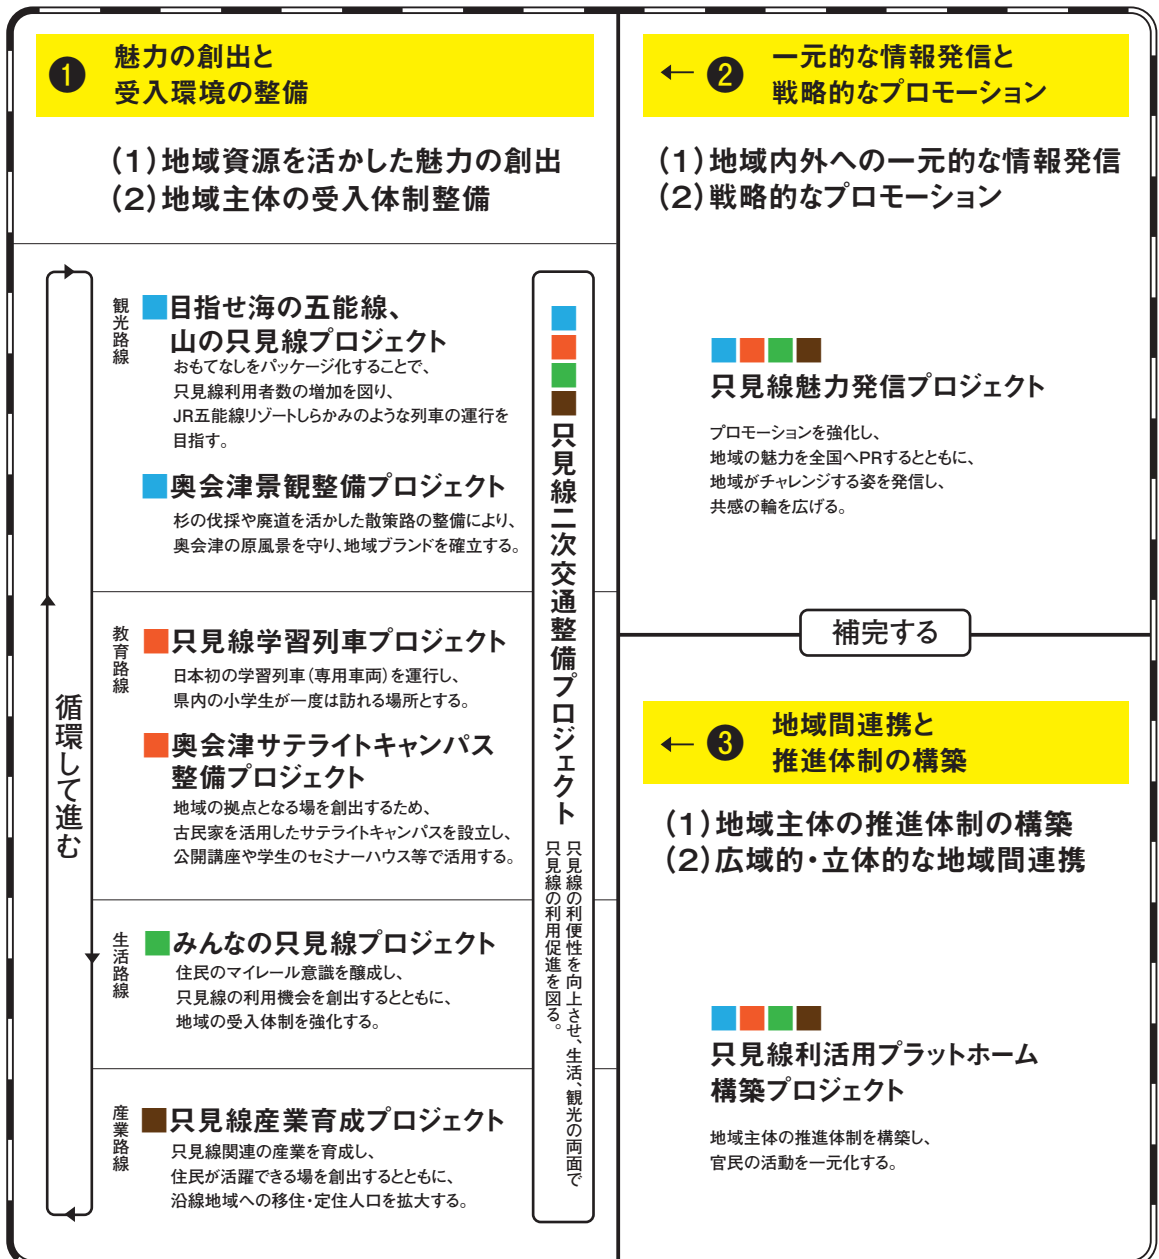 ❶
魅力の創出と
受入環境の整備
(1)地域資源を活かした魅力の創出
(2)地域主体の受入体制整備
循環して進む
観光路線
目指せ海の五能線、
山の只見線プロジェクト
おもてなしをパッケージ化することで、
只見線利用者数の増加を図り、
JR五能線リゾートしらかみのような列車の運行を
目指す。
奥会津景観整備プロジェクト
杉の伐採や廃道を活かした散策路の整備により、
奥会津の原風景を守り、地域ブランドを確立する。
教育路線
只見線学習列車プロジェクト
日本初の学習列車(専用車両)を運行し、
県内の小学生が一度は訪れる場所とする。
奥会津サテライトキャンパス
整備プロジェクト
地域の拠点となる場を創出するため、
古民家を活用したサテライトキャンパスを設立し、
公開講座や学生のセミナーハウス等で活用する。
生活路線
みんなの只見線プロジェクト
住民のマイレール意識を醸成し、
只見線の利用機会を創出するとともに、
地域の受入体制を強化する。
産業路線
只見線産業育成プロジェクト
只見線関連の産業を育成し、
住民が活躍できる場を創出するとともに、
沿線地域への移住・定住人口を拡大する。
只見線二次交通整備プロジェクト
只見線の利便性を向上させ、生活、観光の両面で
只見線の利用促進を図る。
← ❷
一元的な情報発信と
戦略的なプロモーション
(1)地域内外への一元的な情報発信
(2)戦略的なプロモーション
只見線魅力発信プロジェクト
プロモーションを強化し、
地域の魅力を全国へPRするとともに、
地域がチャレンジする姿を発信し、
共感の輪を広げる。
補完する
← ❸
地域間連携と
推進体制の構築
(1)地域主体の推進体制の構築
(2)広域的・立体的な地域間連携
只見線利活用プラットホーム
構築プロジェクト
地域主体の推進体制を構築し、
官民の活動を一元化する。